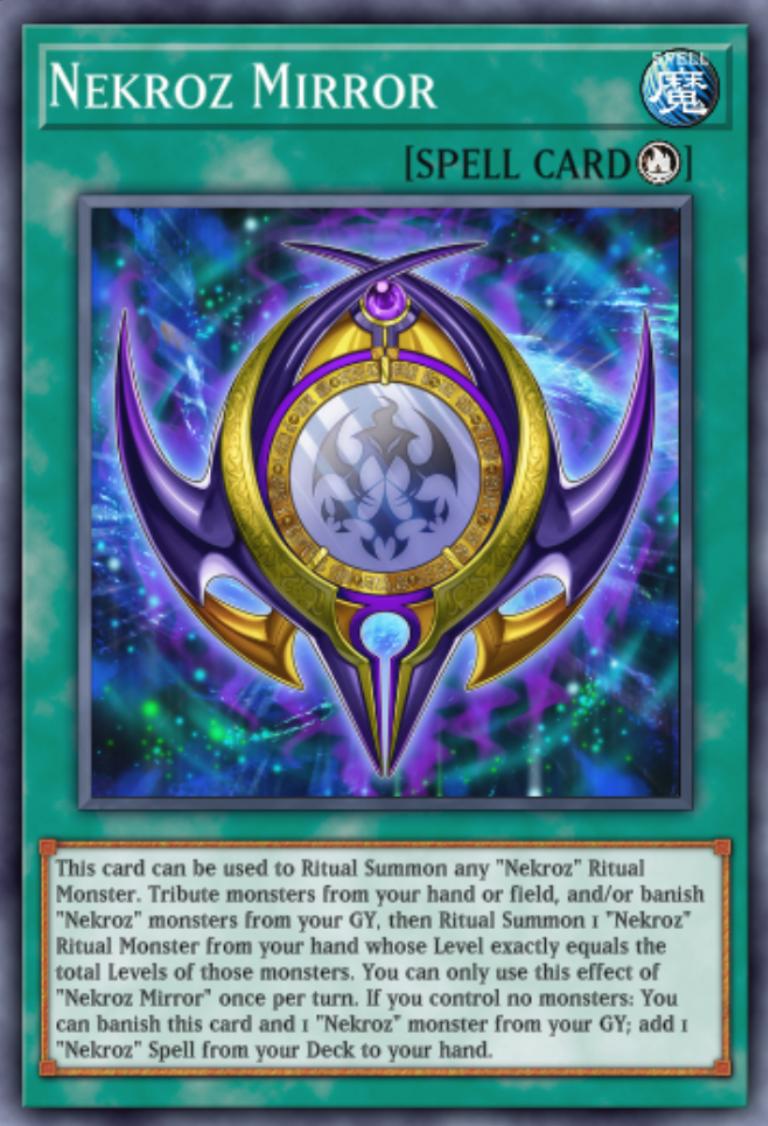 Nekroz Mirror
SPELL
魔
[SPELL CARD]
This card can be used to Ritual Summon any "Nekroz" Ritual
Monster. Tribute monsters from your hand or field, and/or banish
"Nekroz" monsters from your GY, then Ritual Summon 1 "Nekroz"
Ritual Monster from your hand whose Level exactly equals the
total Levels of those monsters. You can only use this effect of
"Nekroz Mirror" once per turn. If you control no monsters: You
can banish this card and 1 "Nekroz" monster from your GY; add 1
"Nekroz" Spell from your Deck to your hand.